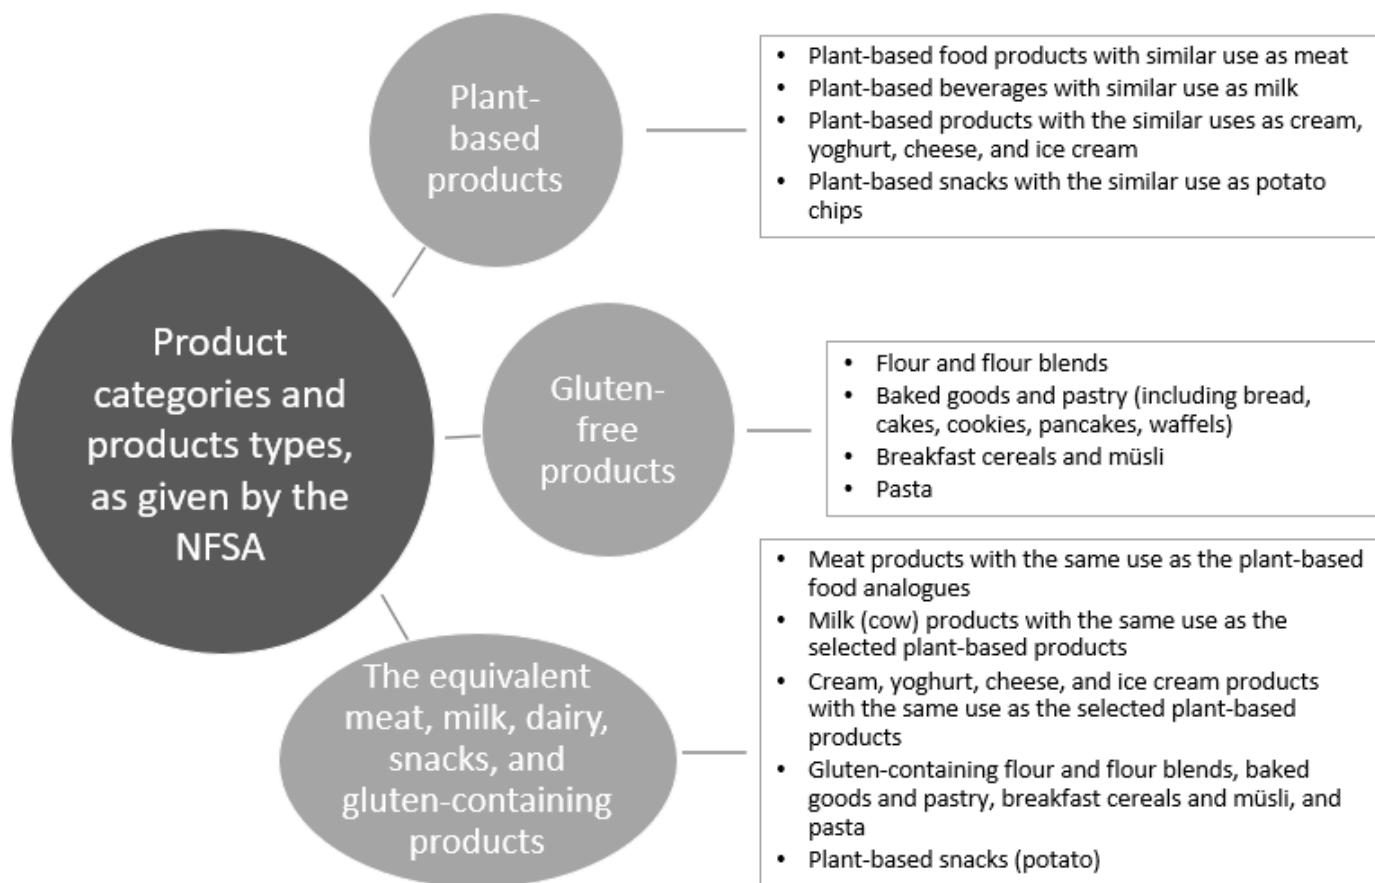 Product
categories and
products types,
as given by the
NFSA
Plant-
based
products
• Plant-based food products with similar use as meat
• Plant-based beverages with similar use as milk
• Plant-based products with the similar uses as cream,
yoghurt, cheese, and ice cream
• Plant-based snacks with the similar use as potato
chips
Gluten-
free
products
• Flour and flour blends
• Baked goods and pastry (including bread,
cakes, cookies, pancakes, waffels)
• Breakfast cereals and müsli
• Pasta
The equivalent
meat, milk, dairy,
snacks, and
gluten-containing
products
• Meat products with the same use as the plant-based
food analogues
• Milk (cow) products with the same use as the
selected plant-based products
• Cream, yoghurt, cheese, and ice cream products
with the same use as the selected plant-based
products
• Gluten-containing flour and flour blends, baked
goods and pastry, breakfast cereals and müsli, and
pasta
• Plant-based snacks (potato)